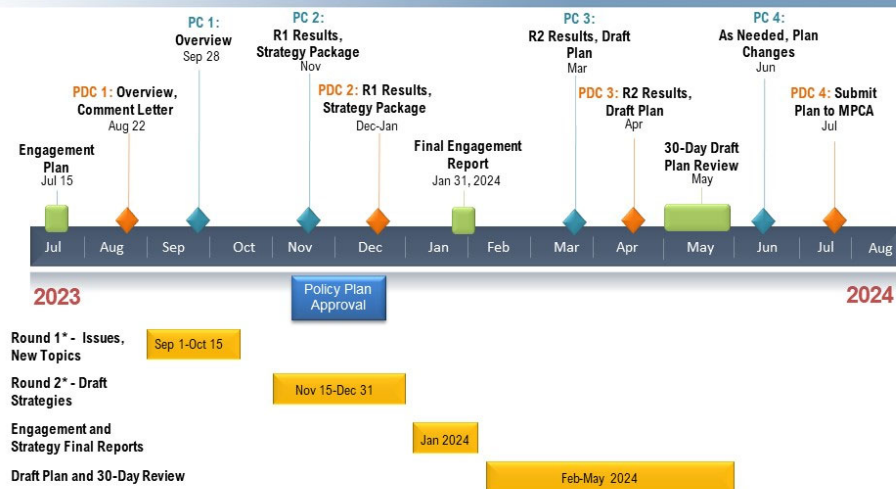 PC 1:
Overview
Sep 28
PC 2:
R1 Results,
Strategy Package
Nov
PC 3:
R2 Results, Draft
Plan
Mar
PC 4:
As Needed, Plan
Changes
Jun
PDC 1: Overview,
Comment Letter
Aug 22
PDC 2: R1 Results,
Strategy Package
Dec-Jan
PDC 3: R2 Results,
Draft Plan
Apr
PDC 4: Submit
Plan to MPCA
Jul
Engagement
Plan
Jul 15
Final Engagement
Report
Jan 31, 2024
30-Day Draft
Plan Review
May
Jul Aug Sep Oct Nov Dec Jan Feb Mar Apr May Jun Jul Aug
2023
2024
Policy Plan
Approval
Round 1* - Issues,
New Topics
Sep 1-Oct 15
Round 2* - Draft
Strategies
Nov 15-Dec 31
Engagement and
Strategy Final Reports
Jan 2024
Draft Plan and 30-Day Review
Feb-May 2024